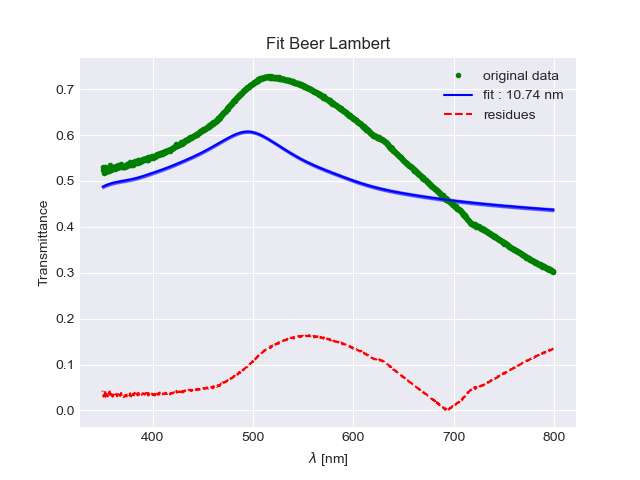 Fit Beer Lambert
original data
fit : 10.74 nm
residues
Transmittance
0.7
0.6
0.5
0.4
0.3
0.2
0.1
0.0
400 500 600 700 800
λ [nm]